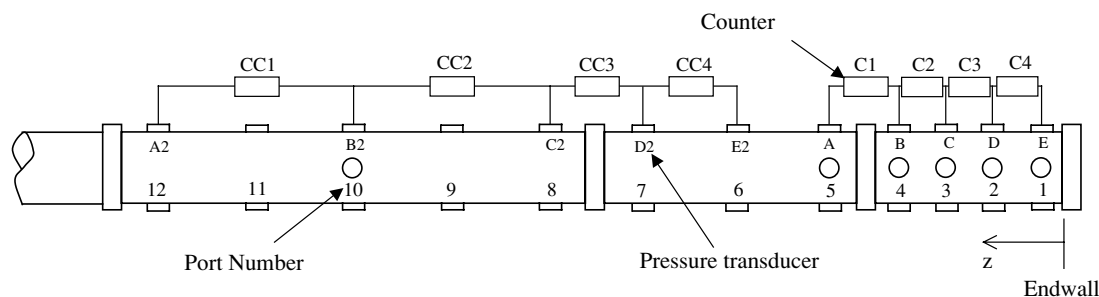 Counter
CC1 CC2 CC3 CC4 C1 C2 C3 C4
A2 B2 C2 D2 E2 A B C D E
12 11 10 9 8 7 6 5 4 3 2 1
Port Number
Pressure transducer
z
Endwall